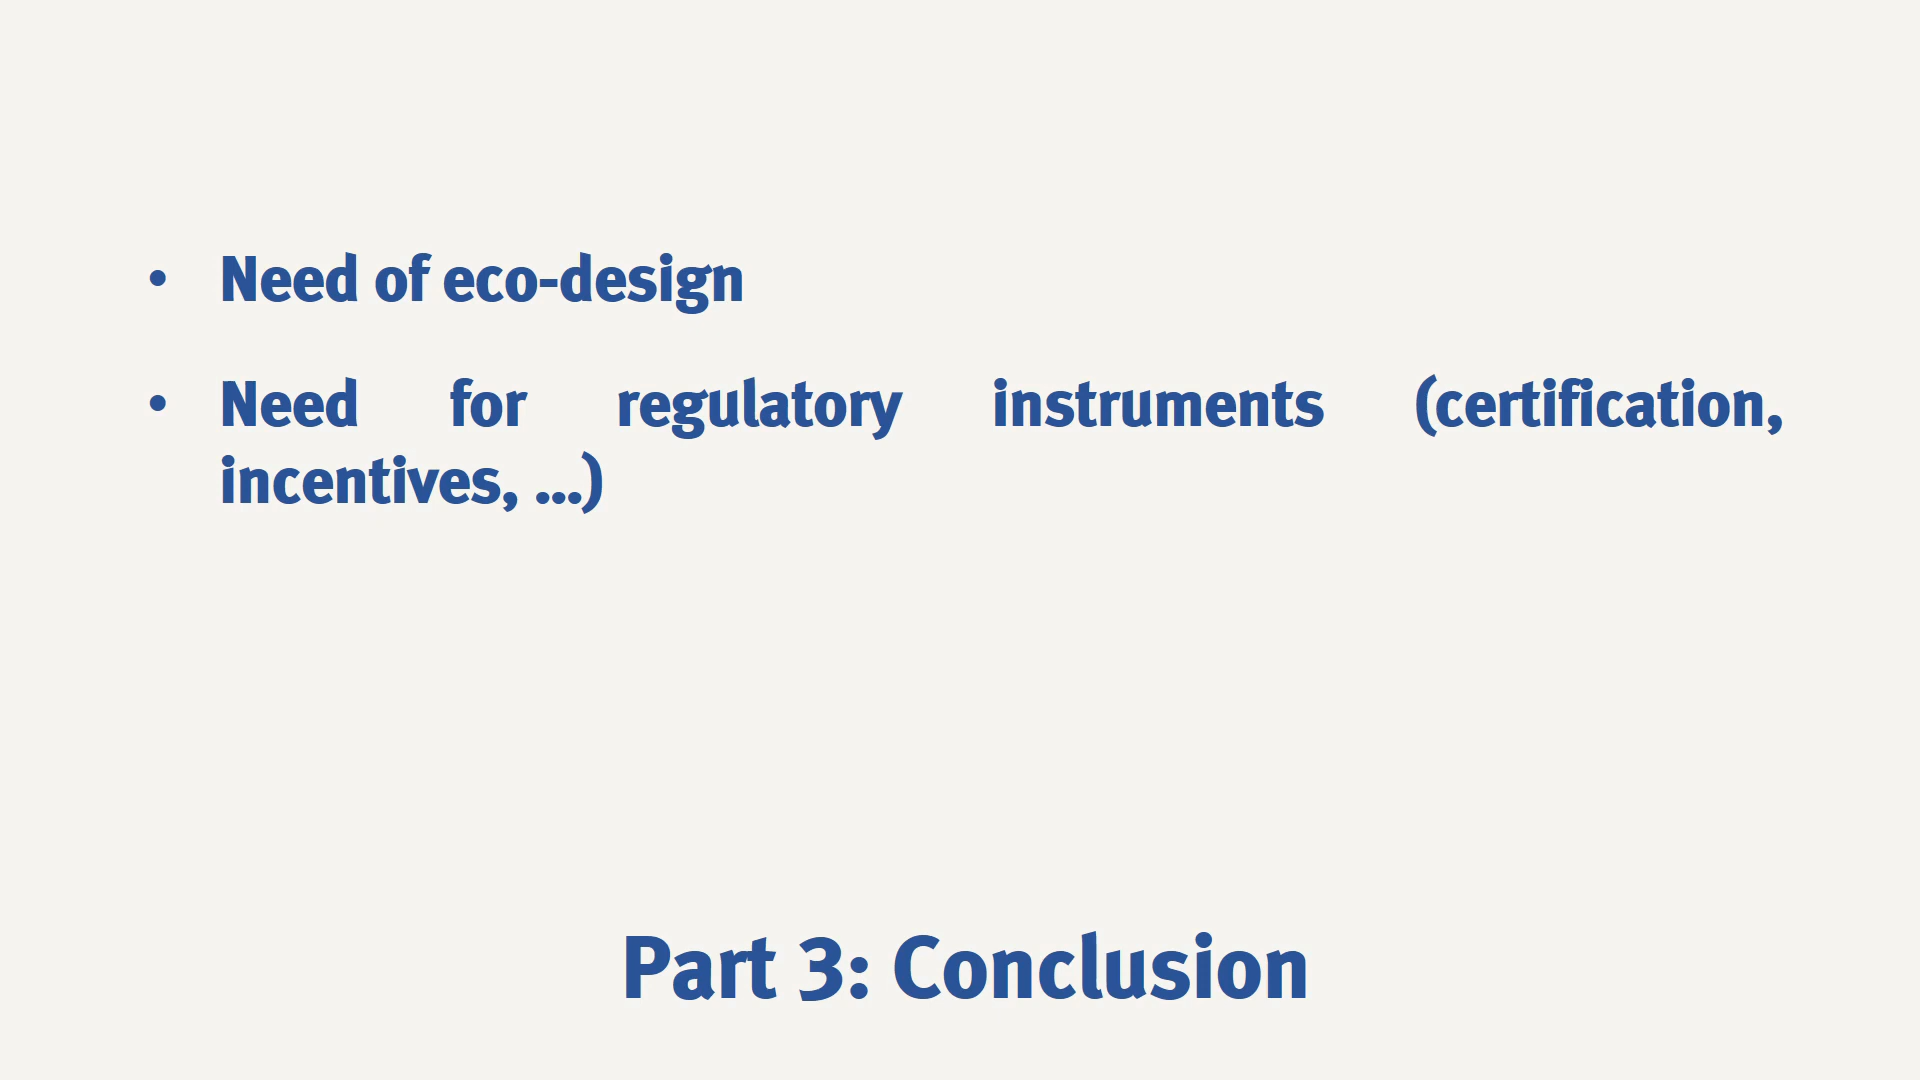 • Need of eco-design
• Need for regulatory instruments (certification,
incentives, ...)
Part 3: Conclusion